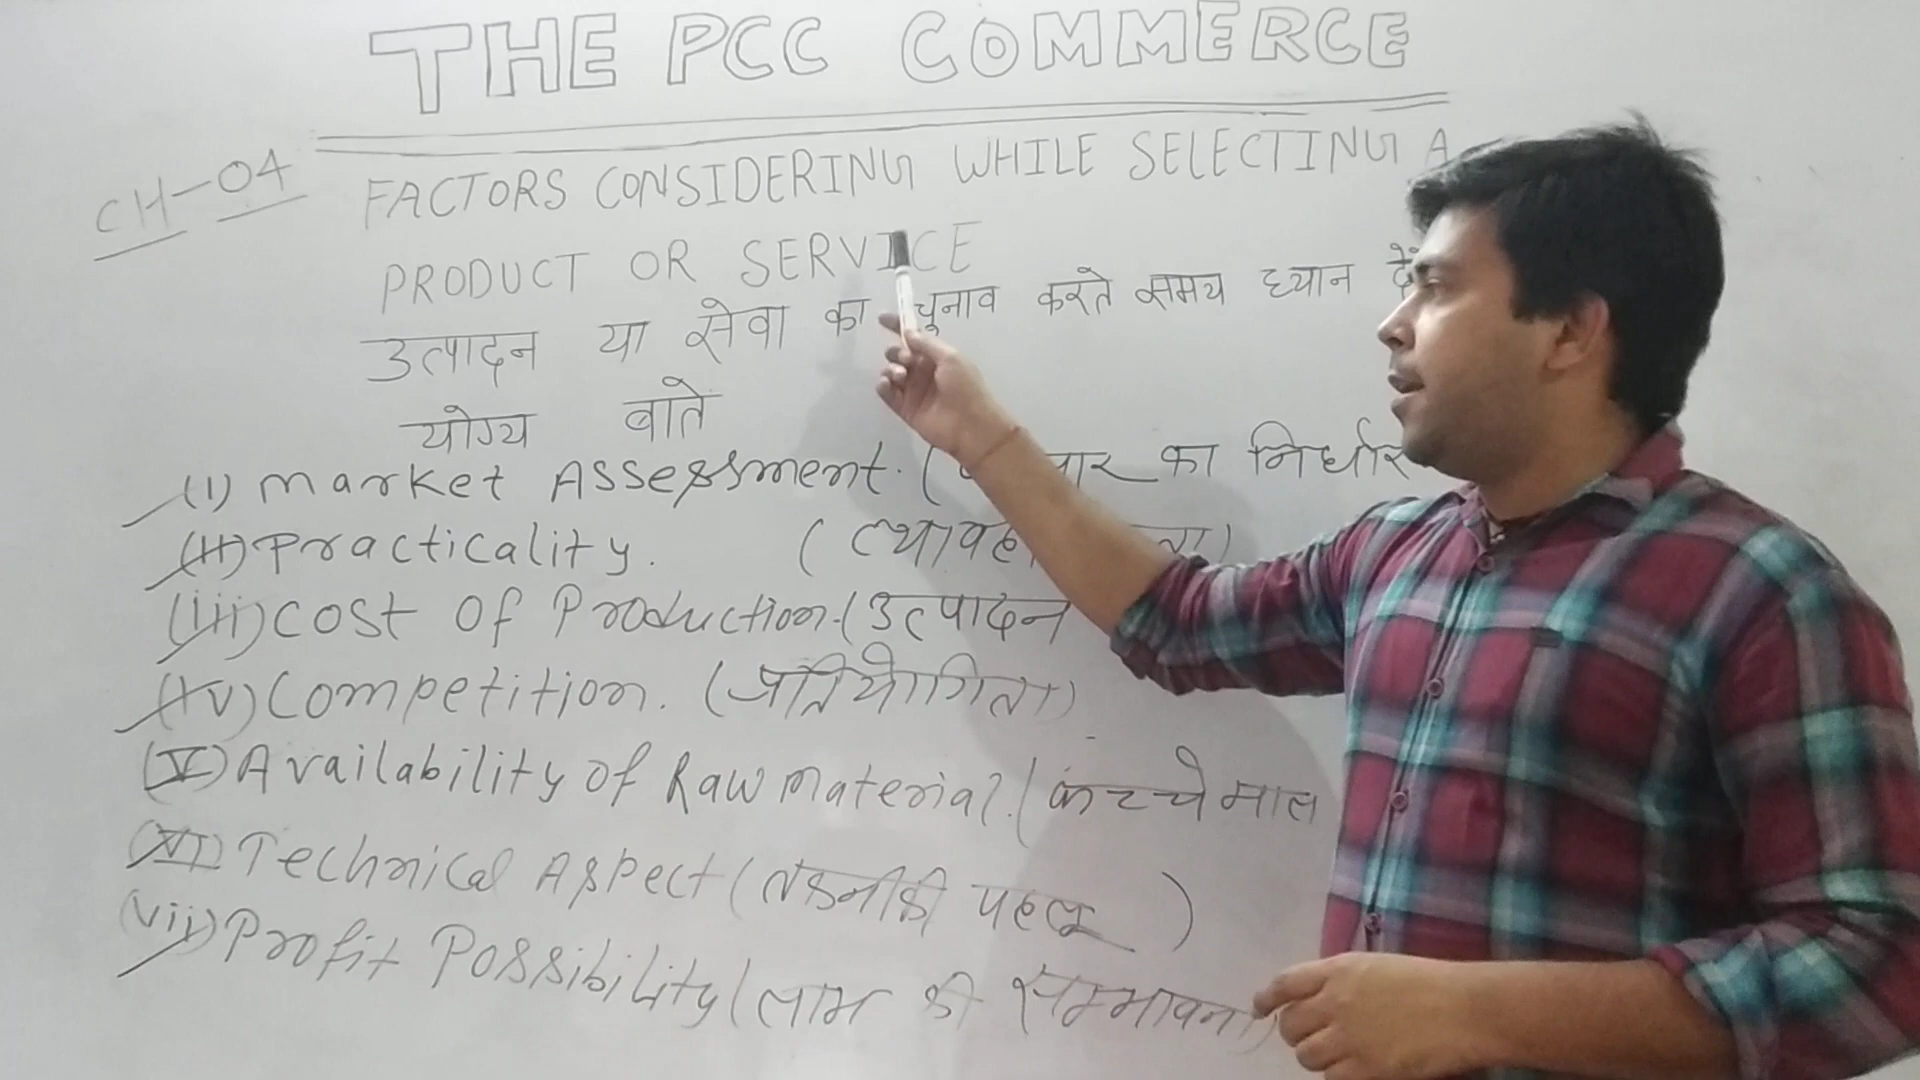 THE PCC COMMERCE
CH-04
FACTORS CONSIDERING WHILE SELECTING A
PRODUCT OR SERVICE
उत्पादन या सेवा का चुनाव करते समय ध्यान
योग्य बाते
(i) Market Assessment. ( का
(ii) Practicality. (
(iii) Cost of Production. (उत्पादन
(iv) Competition. (प्रतियोगिता)
(V) Availability of Raw Material. (कच्चे माल
(VI) Technical Aspect (तकनीकी पहलू)
(vii) Profit Possibility (लाभ की सम्भावना)